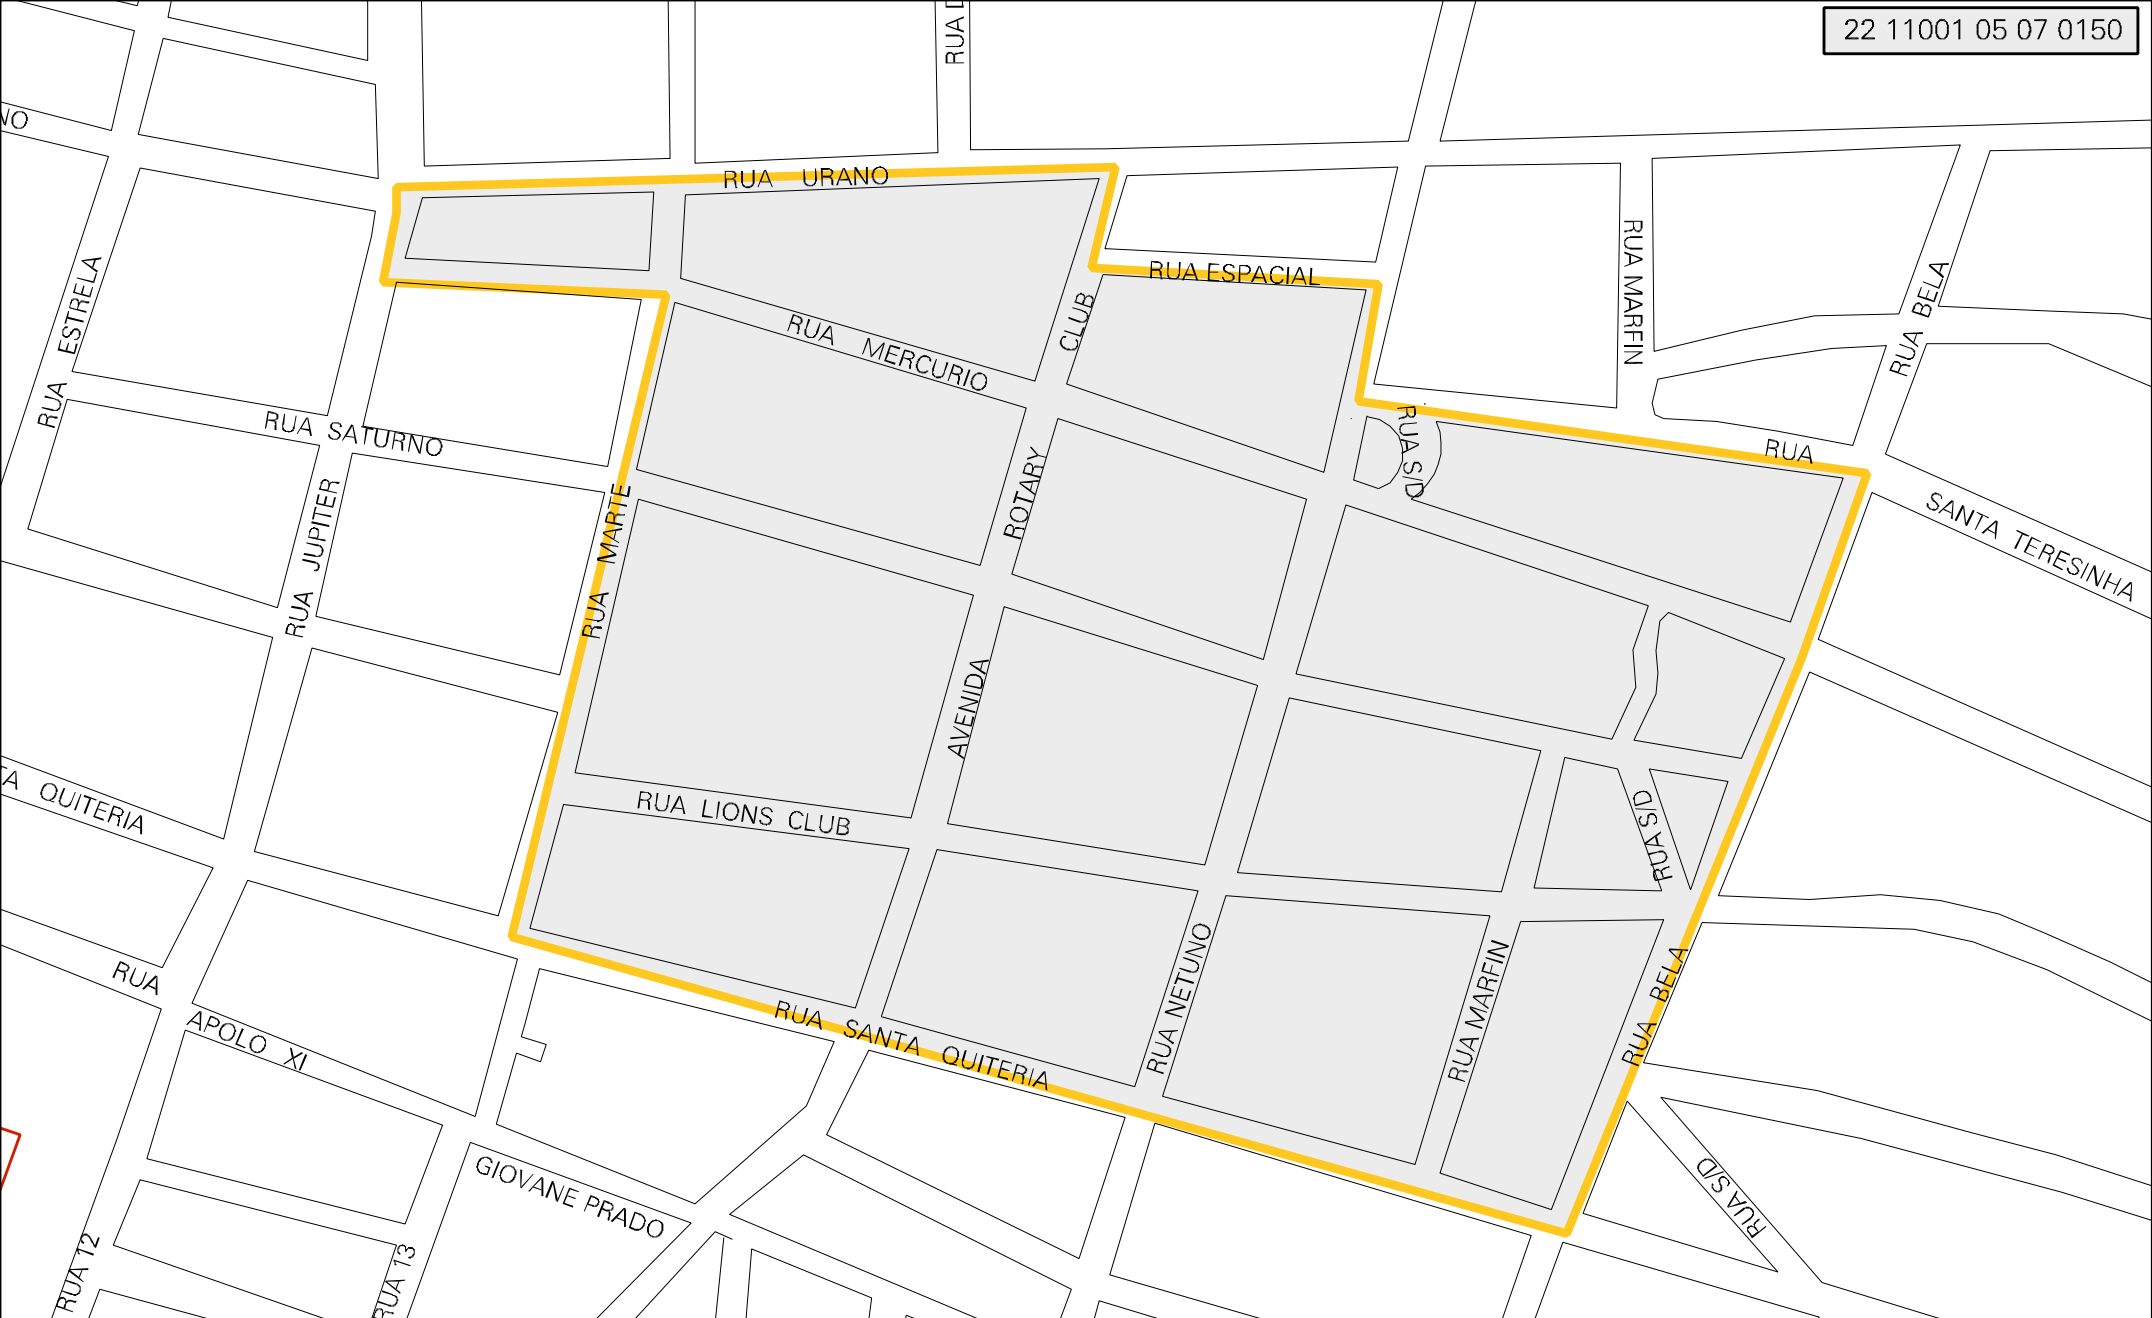 22 11001 05 07 0150
RUA
NO
RUA URANO
RUA ESPACIAL
RUA MARFIN
RUA BELA
RUA ESTRELA
CLUB
RUA MERCURIO
RUA SATURNO
RUA S/D
RUA
SANTA TERESINHA
RUA JUPITER
RUA MARTE
ROTARY
AVENIDA
QUITERIA
RUA LIONS CLUB
RUA S/D
RUA
APOLO XI
RUA SANTA QUITERIA
RUA NETUNO
RUA MARFIN
RUA BELA
GIOVANE PRADO
RUA S/D
RUA 12
RUA 13